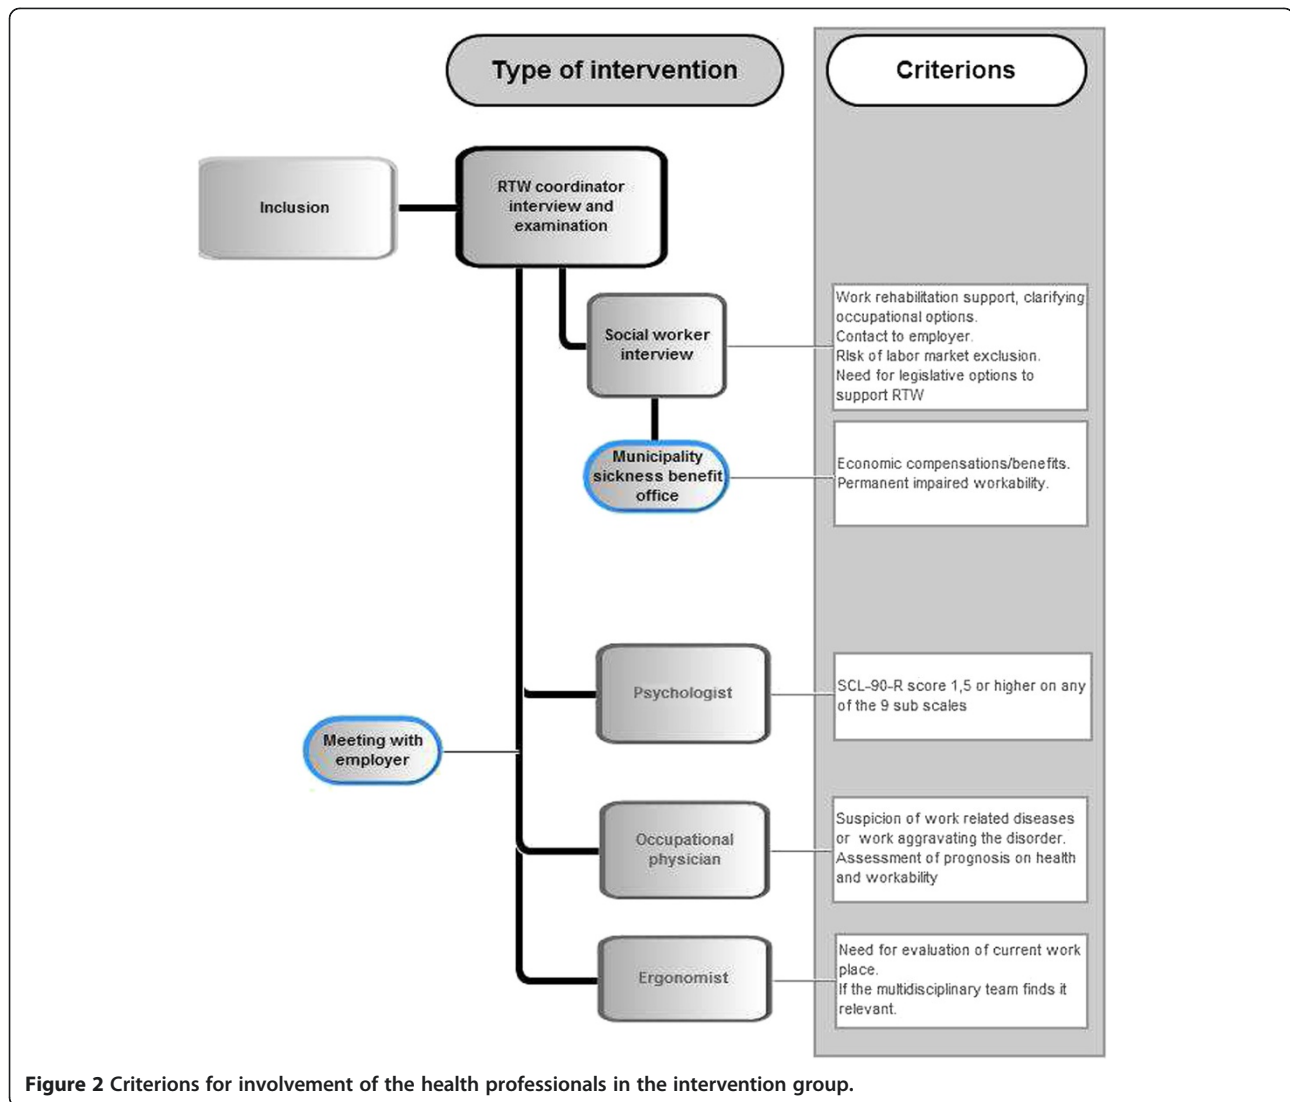 Type of intervention
Criterions
Inclusion
RTW coordinator
interview and
examination
Social worker
interview
Work rehabilitation support, clarifying
occupational options.
Contact to employer.
Risk of labor market exclusion.
Need for legislative options to
support RTW
Municipality
sickness benefit
office
Economic compensations/benefits.
Permanent impaired workability.
Psychologist
SCL-90-R score 1,5 or higher on any
of the 9 sub scales
Meeting with
employer
Occupational
physician
Suspicion of work related diseases
or work aggravating the disorder.
Assessment of prognosis on health
and workability
Ergonomist
Need for evaluation of current work
place.
If the multidisciplinary team finds it
relevant.
Figure 2 Criterions for involvement of the health professionals in the intervention group.